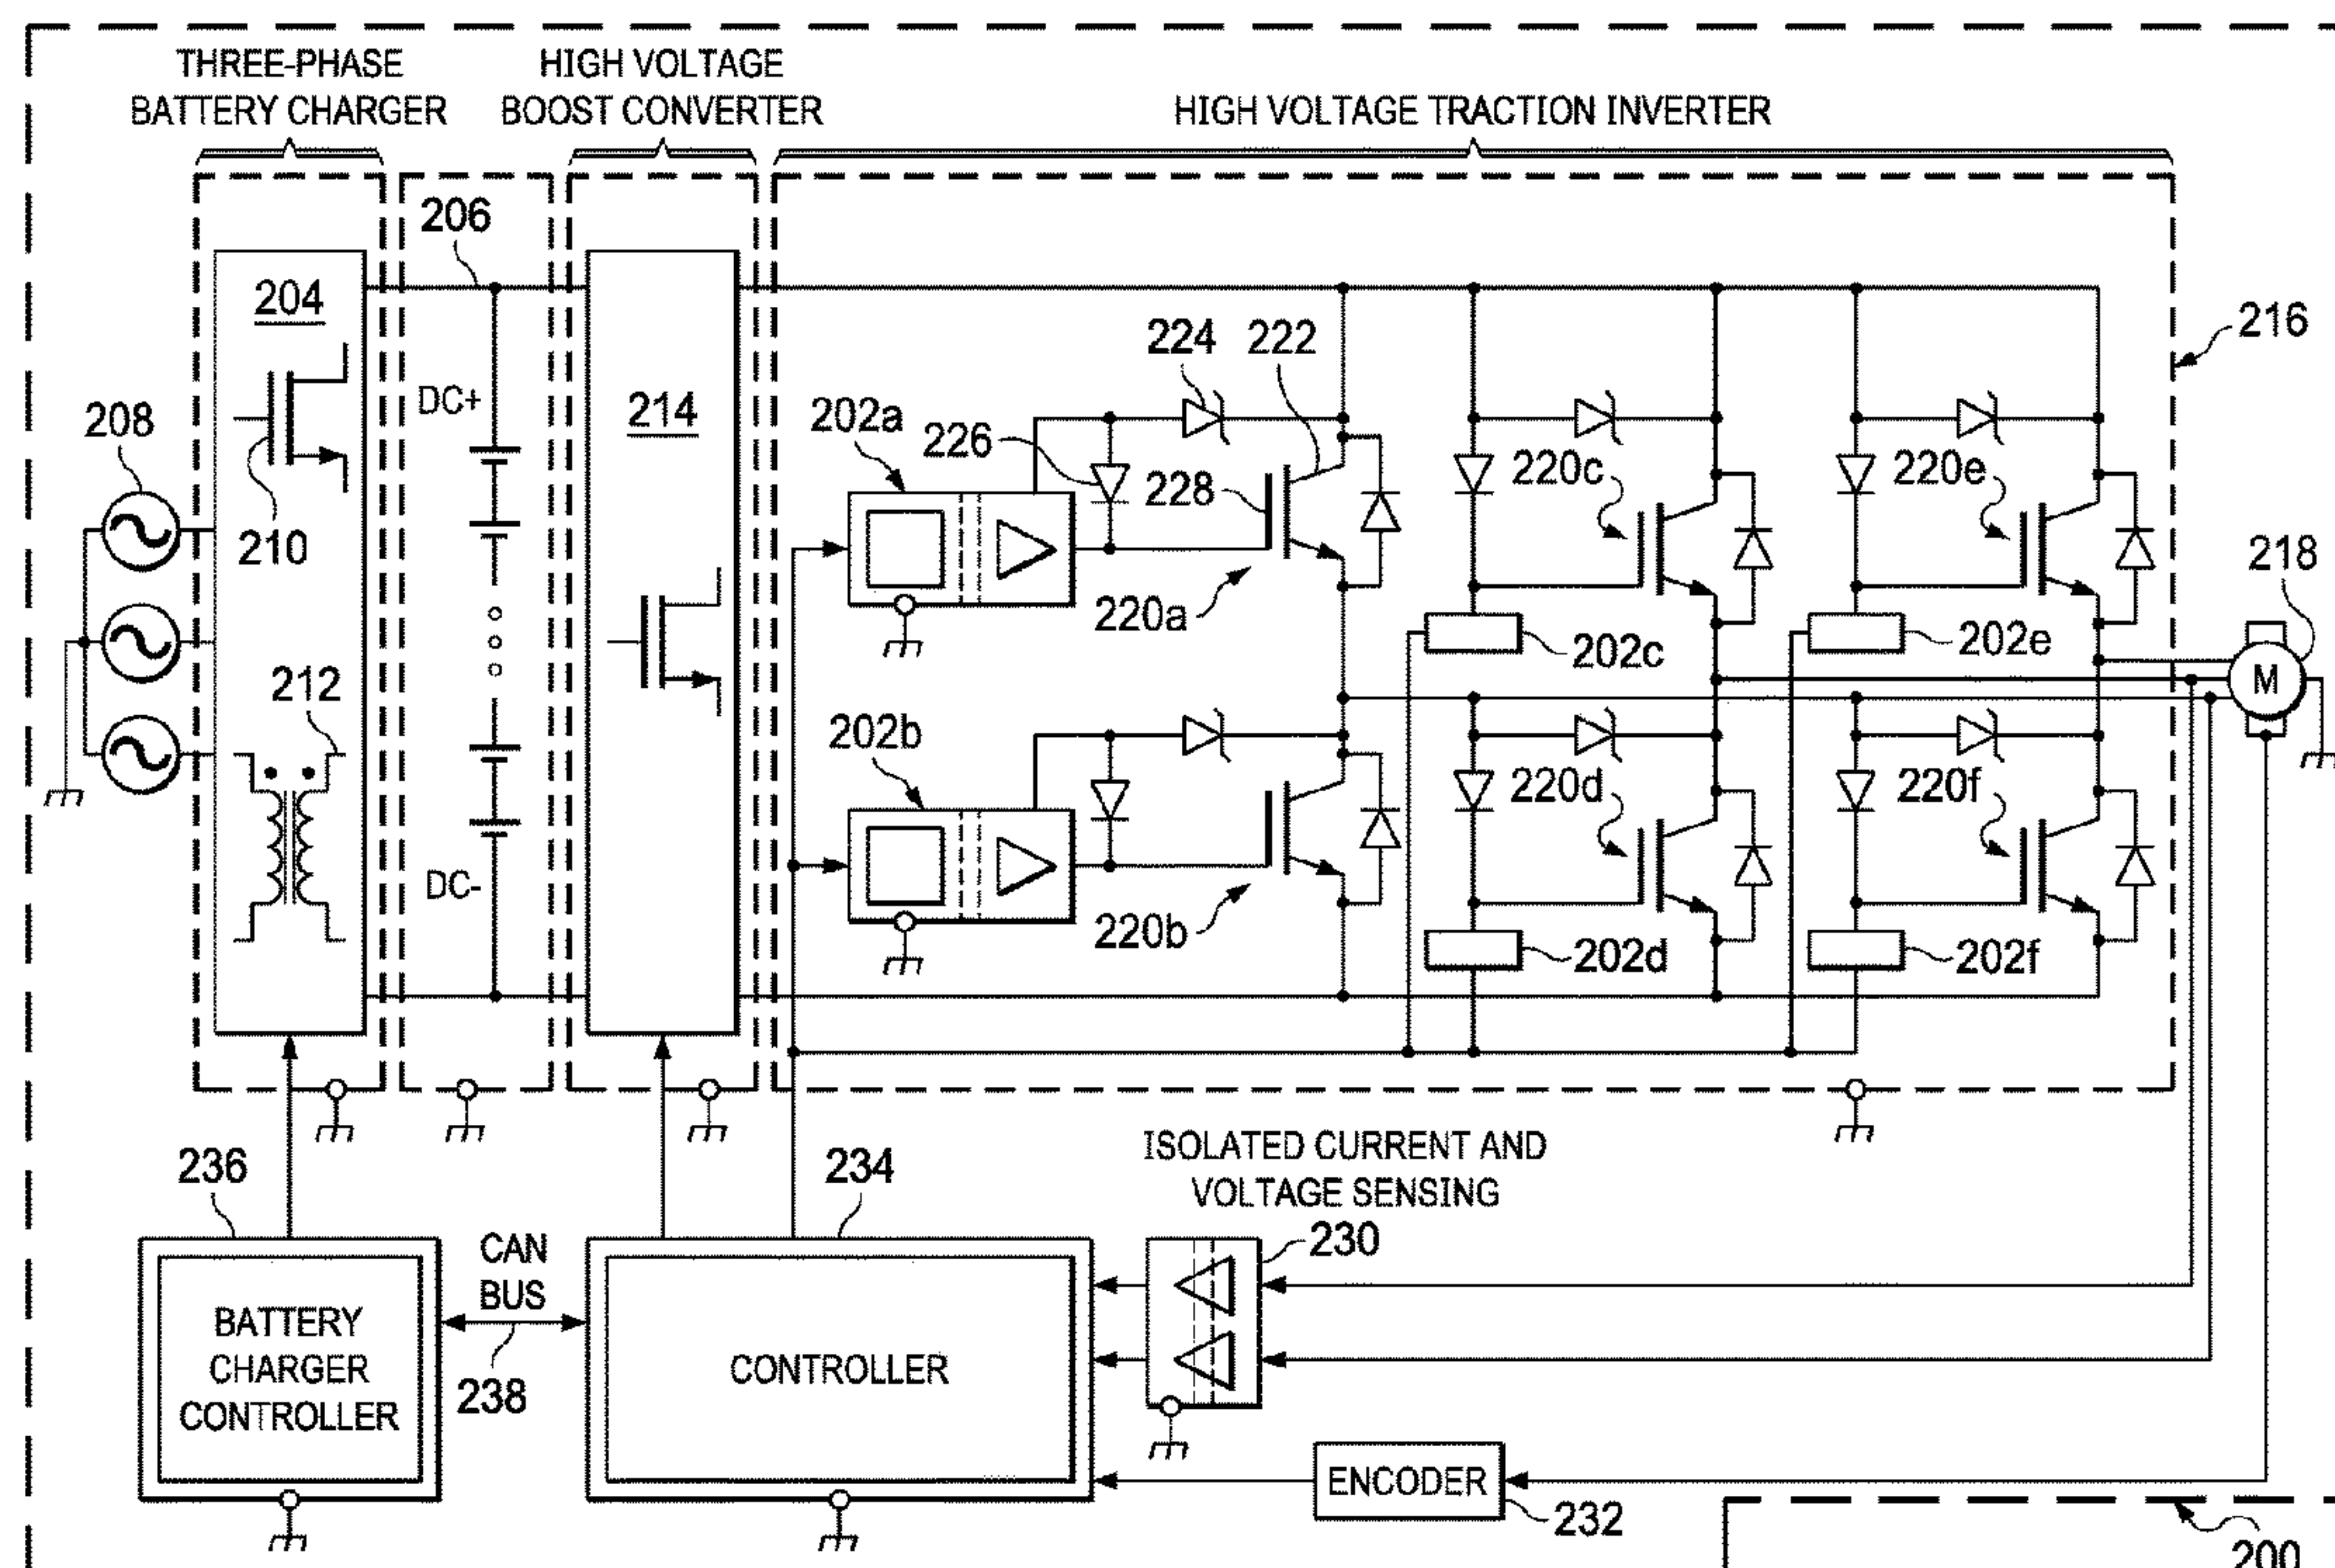 THREE-PHASE
BATTERY CHARGER
HIGH VOLTAGE
BOOST CONVERTER
HIGH VOLTAGE TRACTION INVERTER
206
204
216
224
222
DC+
214
208
202a
226
220c
220e
228
210
218
220a
202c
202e
M
212
202b
220d
220f
DC-
220b
202d
202f
ISOLATED CURRENT AND
VOLTAGE SENSING
236
234
230
CAN
BUS
BATTERY
CHARGER
CONTROLLER
238
CONTROLLER
ENCODER
232
200